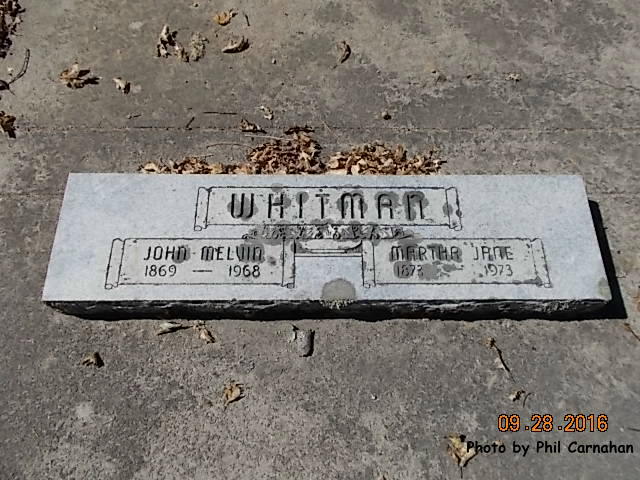 WHITMAN
JOHN MELVIN
1869 — 1968
MARTHA JANE
1873 1973
09.28.2016
Photo by Phil Carnahan